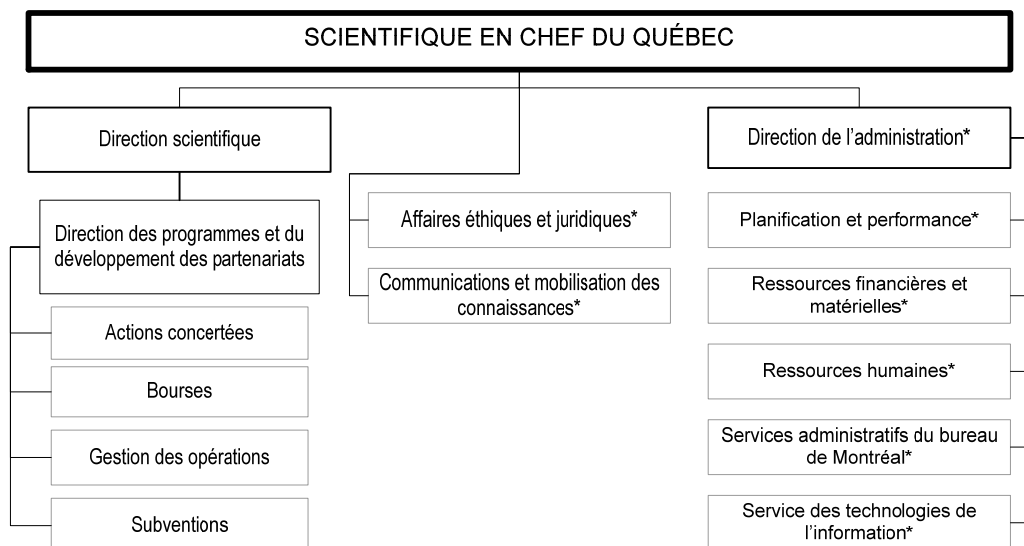 SCIENTIFIQUE EN CHEF DU QUÉBEC
Direction scientifique
Direction des programmes et du
développement des partenariats
Actions concertées
Bourses
Gestion des opérations
Subventions
Affaires éthiques et juridiques*
Communications et mobilisation des
connaissances*
Direction de l’administration*
Planification et performance*
Ressources financières et
matérielles*
Ressources humaines*
Services administratifs du bureau
de Montréal*
Service des technologies de
l’information*